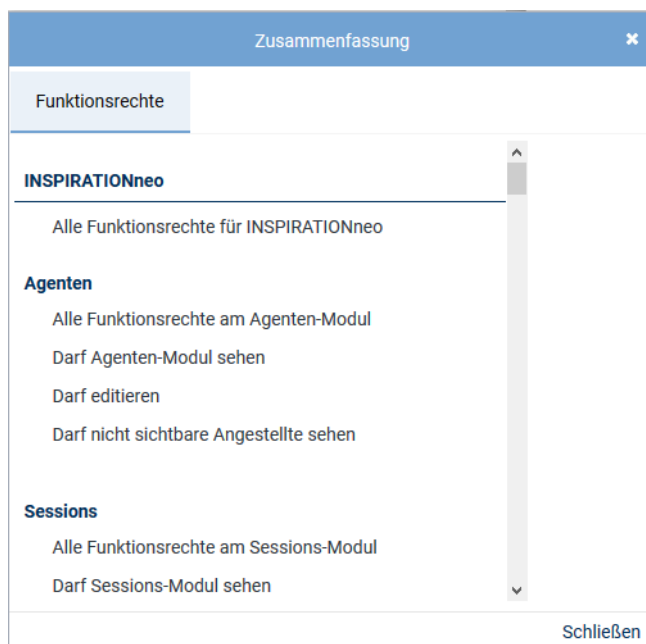 Zusammenfassung
Funktionsrechte
INSPIRATIONneo
Alle Funktionsrechte für INSPIRATIONneo
Agenten
Alle Funktionsrechte am Agenten-Modul
Darf Agenten-Modul sehen
Darf editieren
Darf nicht sichtbare Angestellte sehen
Sessions
Alle Funktionsrechte am Sessions-Modul
Darf Sessions-Modul sehen
Schließen